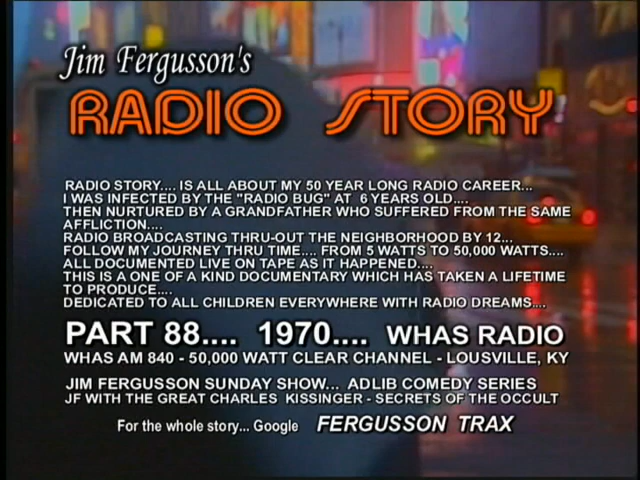 Jim Fergusson's
RADIO STORY
RADIO STORY.... IS ALL ABOUT MY 50 YEAR LONG RADIO CAREER...
I WAS INFECTED BY THE "RADIO BUG" AT 6 YEARS OLD....
THEN NURTURED BY A GRANDFATHER WHO SUFFERED FROM THE SAME
AFFLICTION....
RADIO BROADCASTING THRU-OUT THE NEIGHBORHOOD BY 12...
FOLLOW MY JOURNEY THRU TIME.... FROM 5 WATTS TO 50,000 WATTS....
ALL DOCUMENTED LIVE ON TAPE AS IT HAPPENED....
THIS IS A ONE OF A KIND DOCUMENTARY WHICH HAS TAKEN A LIFETIME
TO PRODUCE....
DEDICATED TO ALL CHILDREN EVERYWHERE WITH RADIO DREAMS....
PART 88.... 1970.... WHAS RADIO
WHAS AM 840 - 50,000 WATT CLEAR CHANNEL - LOUSVILLE, KY
JIM FERGUSSON SUNDAY SHOW... ADLIB COMEDY SERIES
JF WITH THE GREAT CHARLES KISSINGER - SECRETS OF THE OCCULT
For the whole story... Google FERGUSSON TRAX